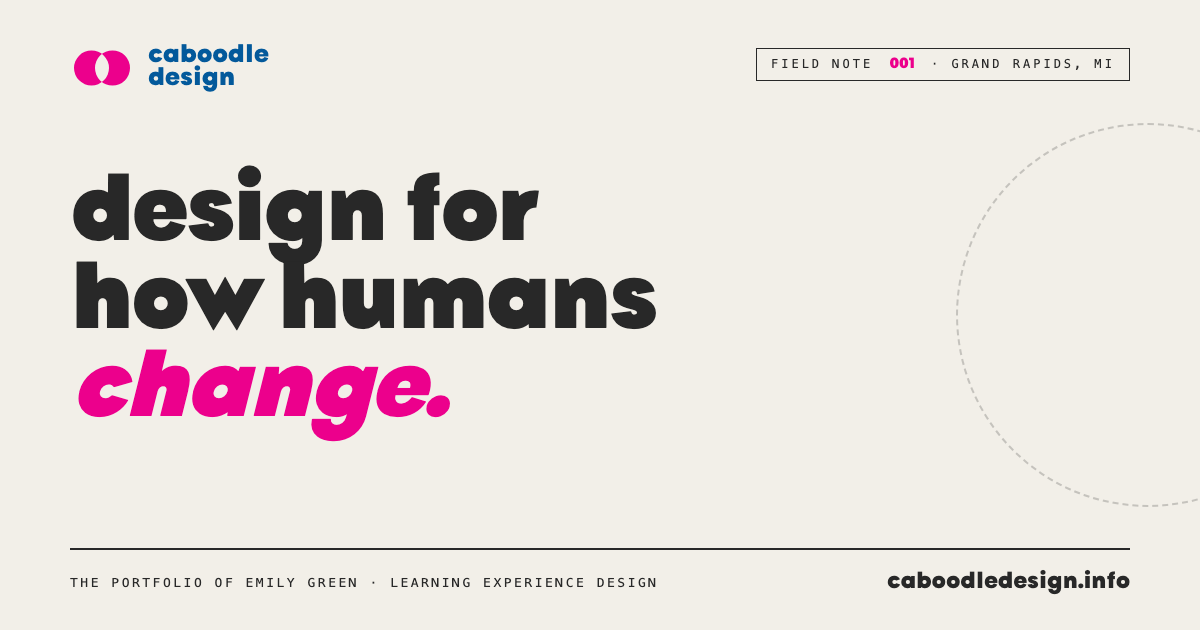 caboodle
design
FIELD NOTE 001 · GRAND RAPIDS, MI
design for
how humans
change.
THE PORTFOLIO OF EMILY GREEN · LEARNING EXPERIENCE DESIGN
caboodledesign.info